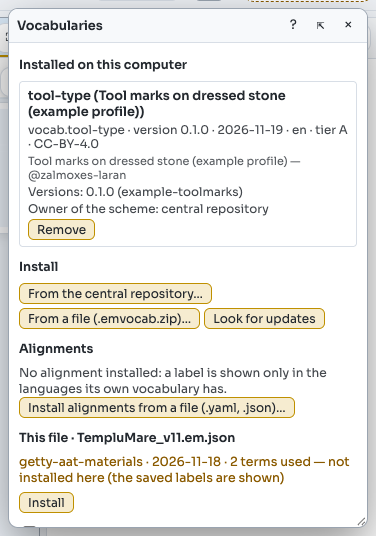 Vocabularies ? ⇱ ×
Installed on this computer
tool-type (Tool marks on dressed stone
(example profile))
vocab.tool-type · version 0.1.0 · 2026-11-19 · en · tier A
· CC-BY-4.0
Tool marks on dressed stone (example profile) —
@zalmoxes-laran
Versions: 0.1.0 (example-toolmarks)
Owner of the scheme: central repository
Remove
Install
From the central repository...
From a file (.emvocab.zip)... Look for updates
Alignments
No alignment installed: a label is shown only in the
languages its own vocabulary has.
Install alignments from a file (.yaml, .json)...
This file · TempluMare_v11.em.json
getty-aat-materials · 2026-11-18 · 2 terms used — not
installed here (the saved labels are shown)
Install